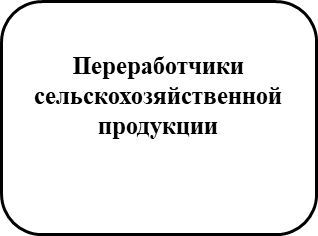 Переработчики
сельскохозяйственной
продукции